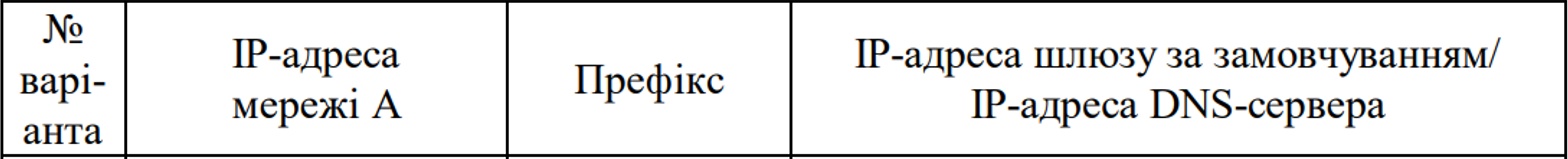 №
варі-
анта
IP-адреса
мережі A
Префікс
IP-адреса шлюзу за замовчуванням/
IP-адреса DNS-сервера